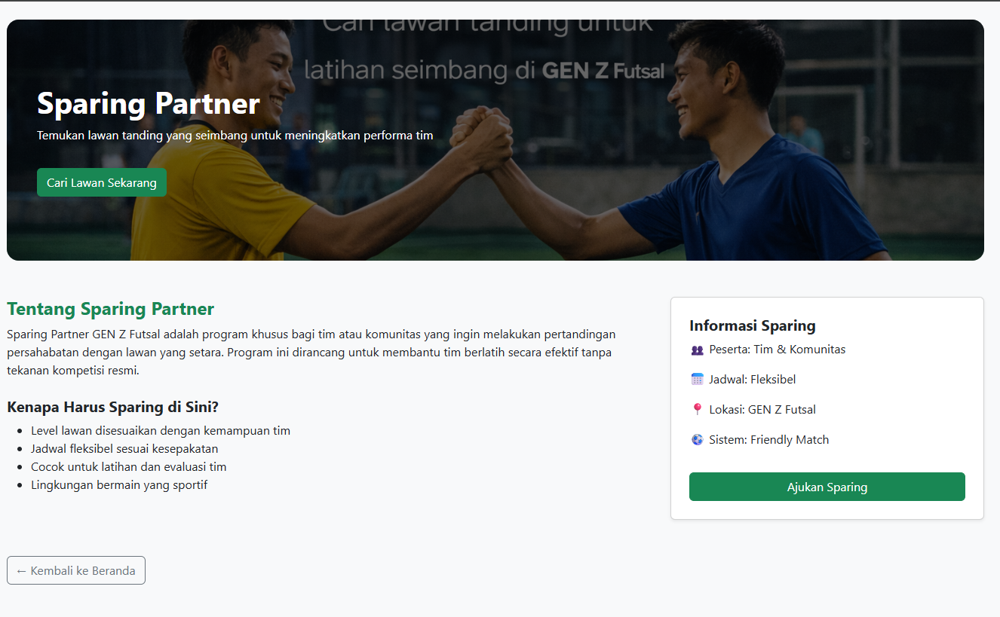 Cari lawan tanding untuk
latihan seimbang di GEN Z Futsal
Sparing Partner
Temukan lawan tanding yang seimbang untuk meningkatkan performa tim
Cari Lawan Sekarang
Tentang Sparing Partner
Sparing Partner GEN Z Futsal adalah program khusus bagi tim atau komunitas yang ingin melakukan pertandingan
persahabatan dengan lawan yang setara. Program ini dirancang untuk membantu tim berlatih secara efektif tanpa
tekanan kompetisi resmi.
Kenapa Harus Sparing di Sini?
Level lawan disesuaikan dengan kemampuan tim
Jadwal fleksibel sesuai kesepakatan
Cocok untuk latihan dan evaluasi tim
Lingkungan bermain yang sportif
Informasi Sparing
Peserta: Tim & Komunitas
Jadwal: Fleksibel
Lokasi: GEN Z Futsal
Sistem: Friendly Match
Ajukan Sparing
← Kembali ke Beranda